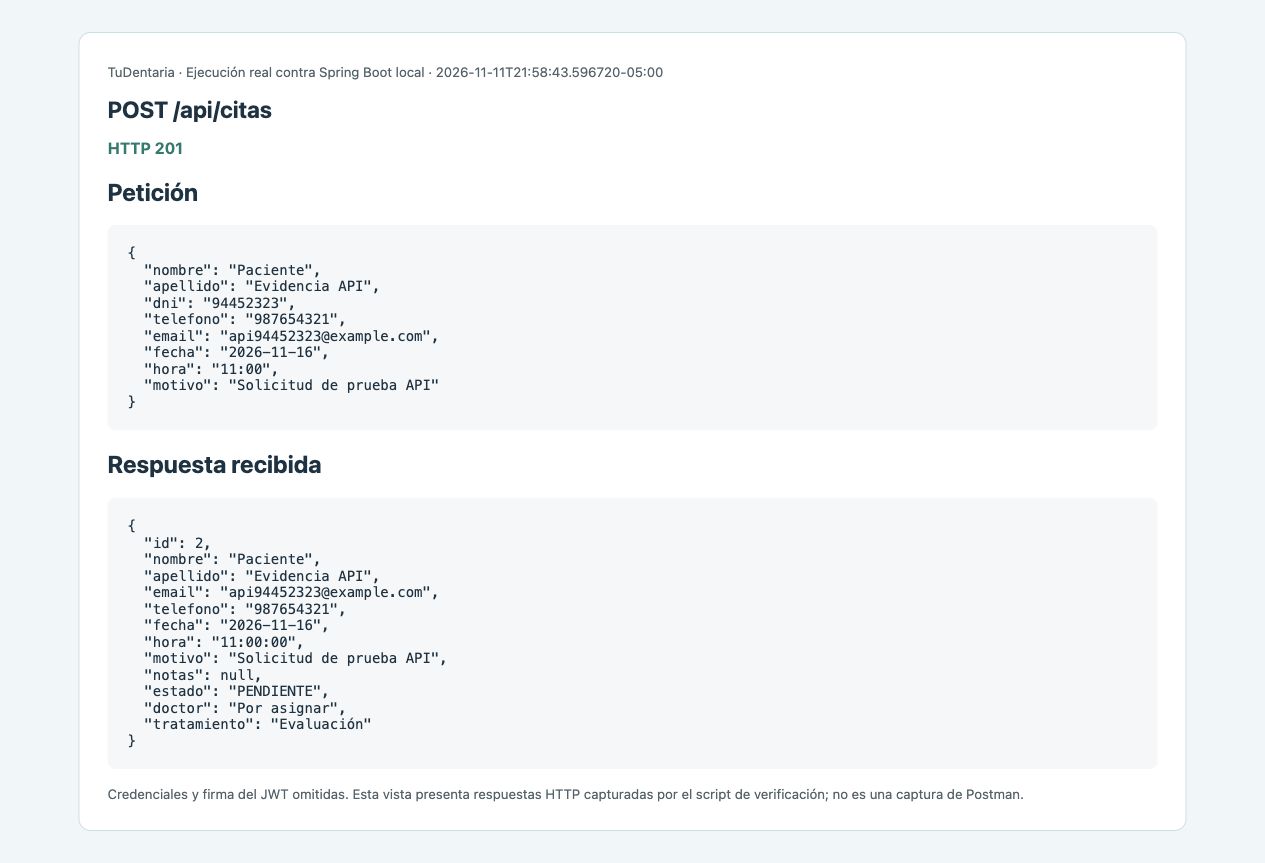 TuDentaria · Ejecución real contra Spring Boot local · 2026-11-11T21:58:43.596720-05:00
POST /api/citas
HTTP 201
Petición
{
  "nombre": "Paciente",
  "apellido": "Evidencia API",
  "dni": "94452323",
  "telefono": "987654321",
  "email": "api94452323@example.com",
  "fecha": "2026-11-16",
  "hora": "11:00",
  "motivo": "Solicitud de prueba API"
}
Respuesta recibida
{
  "id": 2,
  "nombre": "Paciente",
  "apellido": "Evidencia API",
  "email": "api94452323@example.com",
  "telefono": "987654321",
  "fecha": "2026-11-16",
  "hora": "11:00:00",
  "motivo": "Solicitud de prueba API",
  "notas": null,
  "estado": "PENDIENTE",
  "doctor": "Por asignar",
  "tratamiento": "Evaluación"
}
Credenciales y firma del JWT omitidas. Esta vista presenta respuestas HTTP capturadas por el script de verificación; no es una captura de Postman.